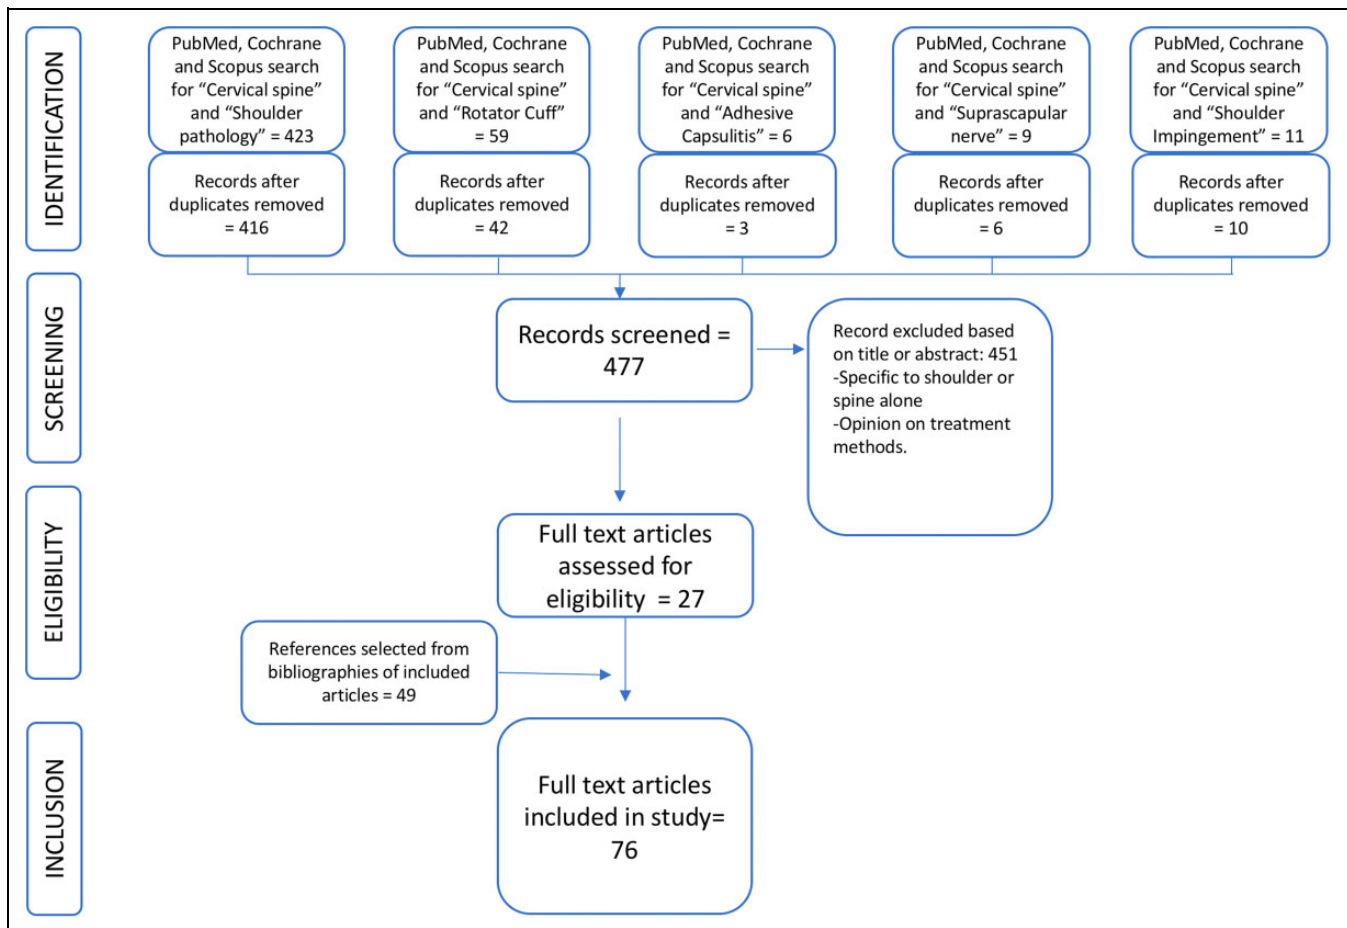 IDENTIFICATION
PubMed, Cochrane
and Scopus search
for “Cervical spine”
and “Shoulder
pathology” = 423
PubMed, Cochrane
and Scopus search
for “Cervical spine”
and “Rotator Cuff”
= 59
PubMed, Cochrane
and Scopus search
for “Cervical spine”
and “Adhesive
Capsulitis” = 6
PubMed, Cochrane
and Scopus search
for “Cervical spine”
and “Suprascapular
nerve” = 9
PubMed, Cochrane
and Scopus search
for “Cervical spine”
and “Shoulder
Impingement” = 11
Records after
duplicates removed
= 416
Records after
duplicates removed
= 42
Records after
duplicates removed
= 3
Records after
duplicates removed
= 6
Records after
duplicates removed
= 10
SCREENING
Records screened =
477
Record excluded based
on title or abstract: 451
-Specific to shoulder or
spine alone
-Opinion on treatment
methods.
ELIGIBILITY
Full text articles
assessed for
eligibility = 27
References selected from
bibliographies of included
articles = 49
INCLUSION
Full text articles
included in study=
76